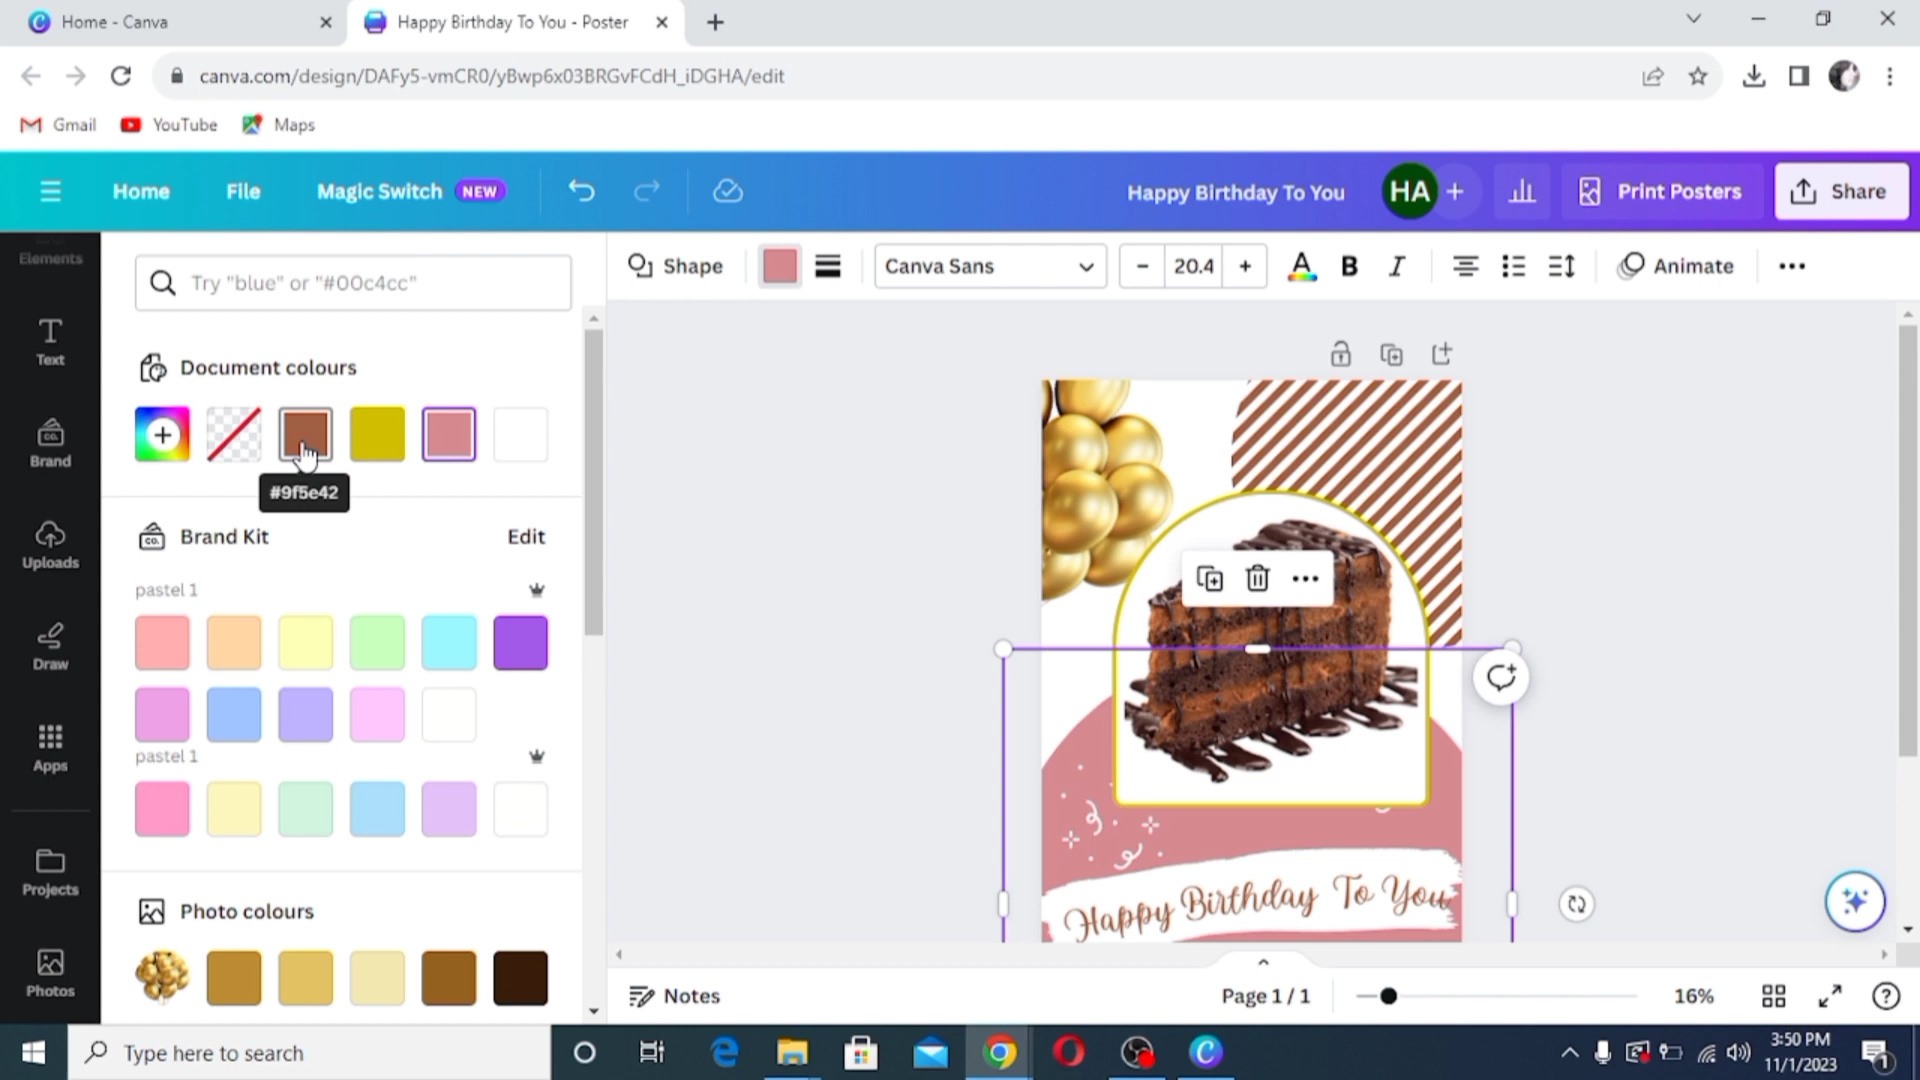 Home - Canva
Happy Birthday To You - Poster
canva.com/design/DAFy5-vmCR0/yBwp6x03BRGvFCdH_iDGHA/edit
Gmail
YouTube
Maps
Home
File
Magic Switch NEW
Happy Birthday To You
HA
Print Posters
Share
Elements
Text
Brand
Uploads
Draw
Apps
Projects
Photos
Try "blue" or "#00c4cc"
Document colours
#9f5e42
Brand Kit
Edit
pastel 1
pastel 1
Photo colours
Shape
Canva Sans
20.4
A
B
I
Animate
Happy Birthday To You
Notes
Page 1 / 1
16%
Type here to search
3:50 PM
11/1/2023
1